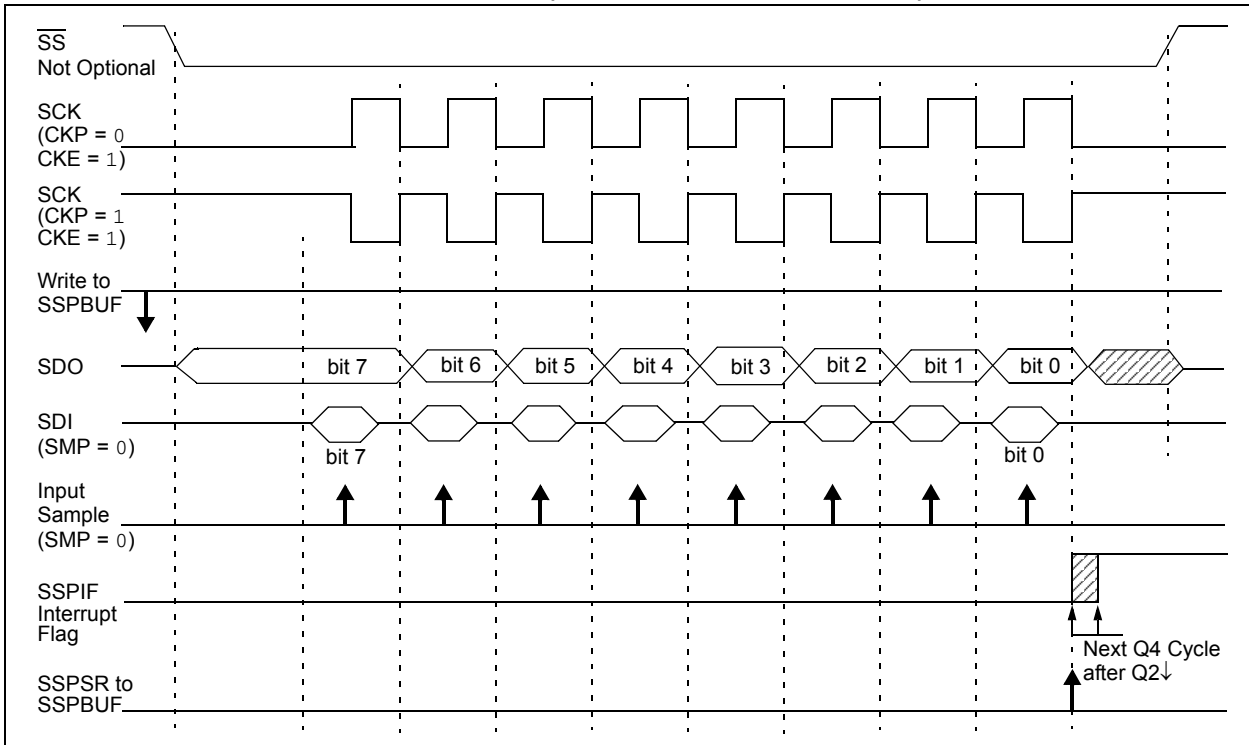 SS
Not Optional
SCK
(CKP = 0
CKE = 1)
SCK
(CKP = 1
CKE = 1)
Write to
SSPBUF
SDO
bit 7 bit 6 bit 5 bit 4 bit 3 bit 2 bit 1 bit 0
SDI
(SMP = 0)
bit 7 bit 0
Input
Sample
(SMP = 0)
SSPIF
Interrupt
Flag
Next Q4 Cycle
after Q2↓
SSPSR to
SSPBUF